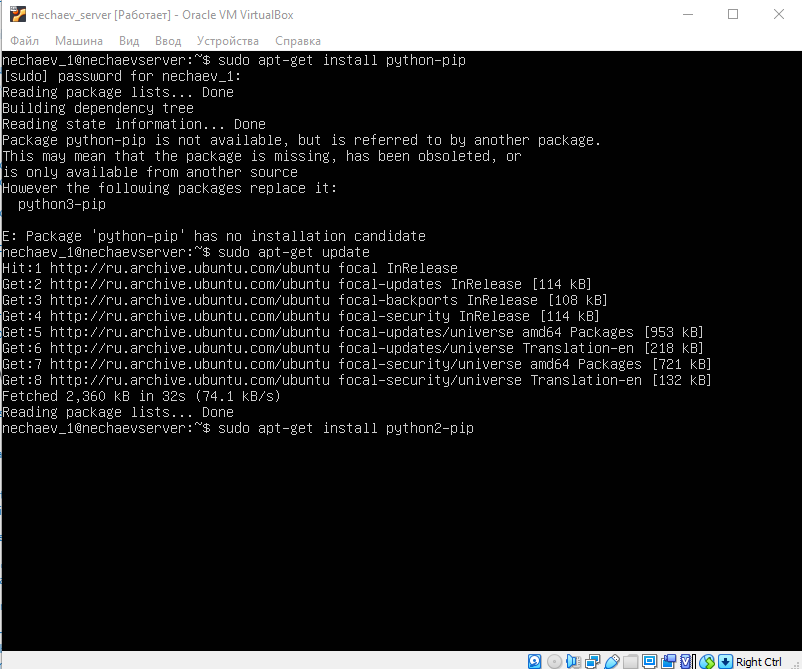 nechaev_server [Работает] - Oracle VM VirtualBox
Файл Машина Вид Ввод Устройства Справка
nechaev_1@nechaevserver:~$ sudo apt-get install python-pip
[sudo] password for nechaev_1:
Reading package lists... Done
Building dependency tree
Reading state information... Done
Package python-pip is not available, but is referred to by another package.
This may mean that the package is missing, has been obsoleted, or
is only available from another source
However the following packages replace it:
  python3-pip
E: Package 'python-pip' has no installation candidate
nechaev_1@nechaevserver:~$ sudo apt-get update
Hit:1 http://ru.archive.ubuntu.com/ubuntu focal InRelease
Get:2 http://ru.archive.ubuntu.com/ubuntu focal-updates InRelease [114 kB]
Get:3 http://ru.archive.ubuntu.com/ubuntu focal-backports InRelease [108 kB]
Get:4 http://ru.archive.ubuntu.com/ubuntu focal-security InRelease [114 kB]
Get:5 http://ru.archive.ubuntu.com/ubuntu focal-updates/universe amd64 Packages [953 kB]
Get:6 http://ru.archive.ubuntu.com/ubuntu focal-updates/universe Translation-en [218 kB]
Get:7 http://ru.archive.ubuntu.com/ubuntu focal-security/universe amd64 Packages [721 kB]
Get:8 http://ru.archive.ubuntu.com/ubuntu focal-security/universe Translation-en [132 kB]
Fetched 2,360 kB in 32s (74.1 kB/s)
Reading package lists... Done
nechaev_1@nechaevserver:~$ sudo apt-get install python2-pip
Right Ctrl